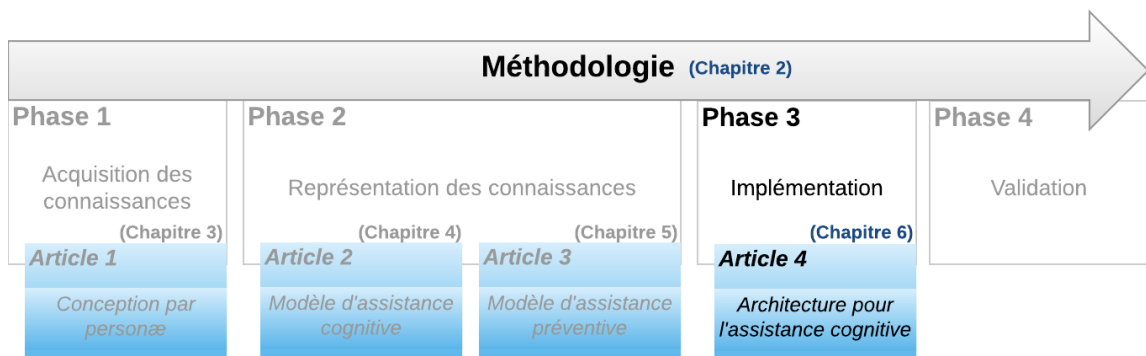 Méthodologie (Chapitre 2)
Phase 1
Acquisition des
connaissances
(Chapitre 3)
Article 1
Conception par
personæ
Phase 2
Représentation des connaissances
(Chapitre 4)
Article 2
Modèle d'assistance
cognitive
(Chapitre 5)
Article 3
Modèle d'assistance
préventive
Phase 3
Implémentation
(Chapitre 6)
Article 4
Architecture pour
l'assistance cognitive
Phase 4
Validation